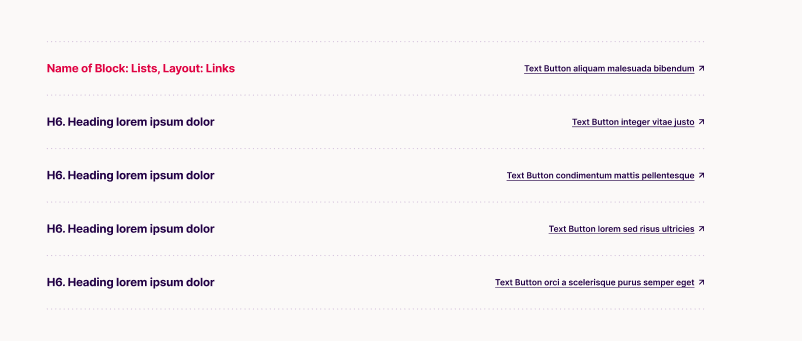 Name of Block: Lists, Layout: Links
Text Button aliquam malesuada bibendum
H6. Heading lorem ipsum dolor
Text Button integer vitae justo
H6. Heading lorem ipsum dolor
Text Button condimentum mattis pellentesque
H6. Heading lorem ipsum dolor
Text Button lorem sed risus ultricies
H6. Heading lorem ipsum dolor
Text Button orci a scelerisque purus semper eget